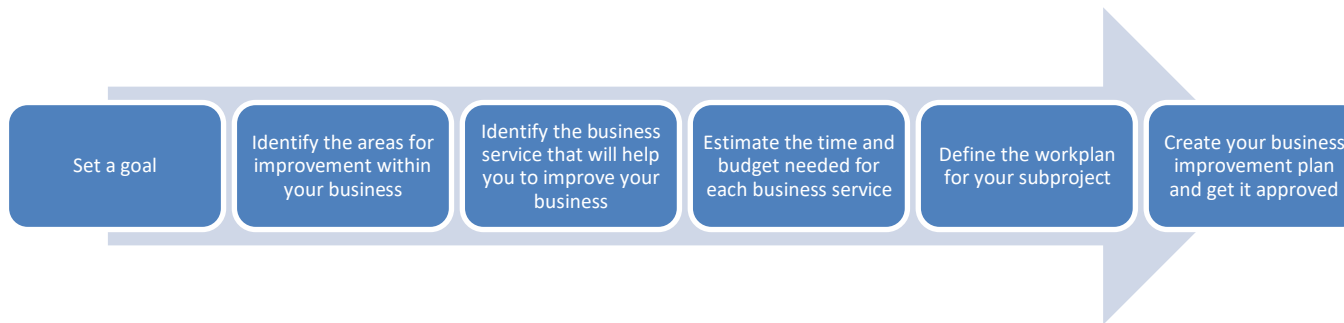 Set a goal
Identify the areas for
improvement within
your business
Identify the business
service that will help
you to improve your
business
Estimate the time and
budget needed for
each business service
Define the workplan
for your subproject
Create your business
improvement plan
and get it approved